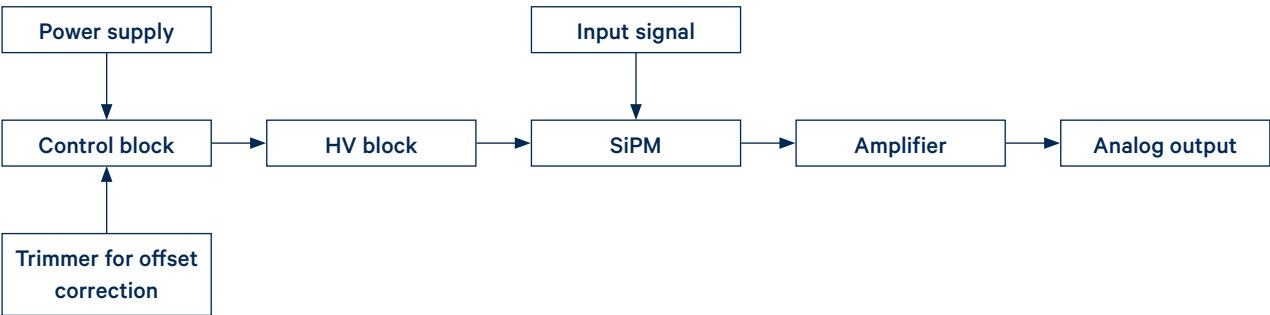 Power supply
Input signal
Control block
HV block
SiPM
Amplifier
Analog output
Trimmer for offset
correction